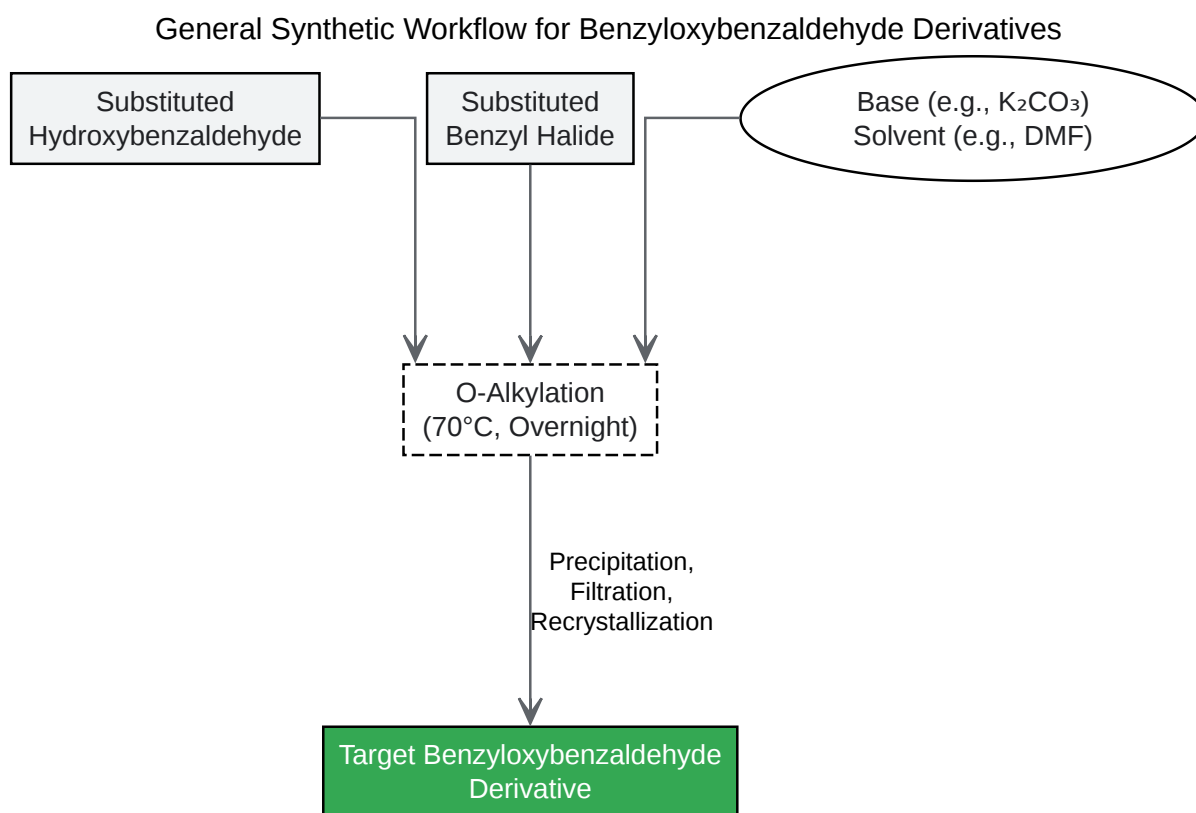 General Synthetic Workflow for Benzyloxybenzaldehyde Derivatives
Substituted
Hydroxybenzaldehyde
Substituted
Benzyl Halide
Base (e.g., K₂CO₃)
Solvent (e.g., DMF)
O-Alkylation
(70°C, Overnight)
Precipitation,
Filtration,
Recrystallization
Target Benzyloxybenzaldehyde
Derivative